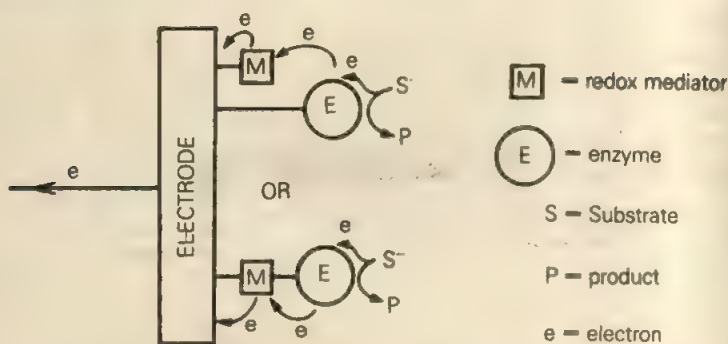 e
e
M
e
S
M – redox mediator
E
P
E – enzyme
e
ELECTRODE
OR
S – Substrate
e
M
E
S–
P
P – product
e
e
e – electron